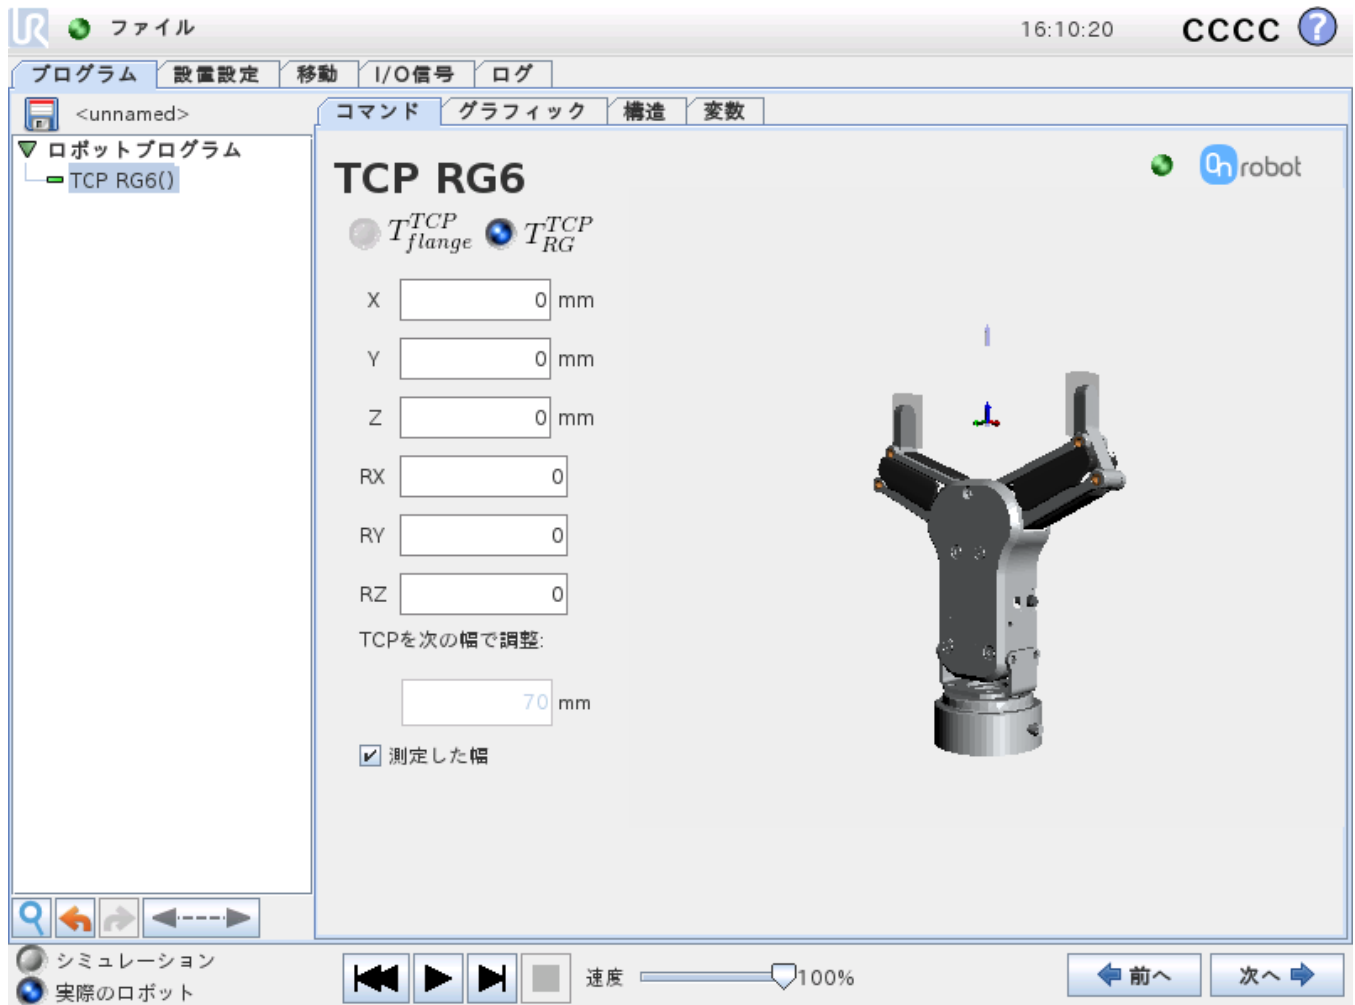 UR ファイル 16:10:20 CCCC ?
プログラム 設置設定 移動 I/O信号 ログ
<unnamed> コマンド グラフィック 構造 変数
ロボットプログラム
TCP RG6()
TCP RG6
On robot
T_{flange}^{TCP} T_{RG}^{TCP}
X 0 mm
Y 0 mm
Z 0 mm
RX 0
RY 0
RZ 0
TCPを次の幅で調整:
70 mm
測定した幅
シミュレーション
実際のロボット
速度 100%
前へ 次へ